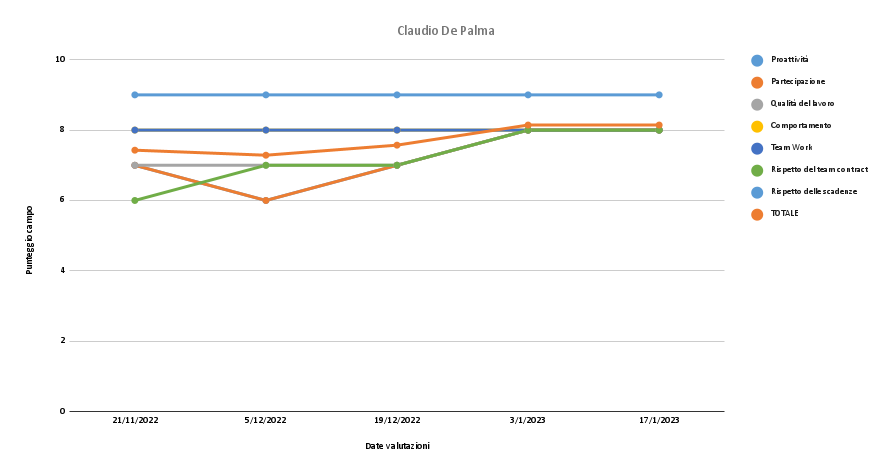 Claudio De Palma
10
8
6
4
2
0
Punteggio campo
21/11/2022
5/12/2022
19/12/2022
3/1/2023
17/1/2023
Date valutazioni
Proattività
Partecipazione
Qualità del lavoro
Comportamento
Team Work
Rispetto del team contract
Rispetto delle scadenze
TOTALE